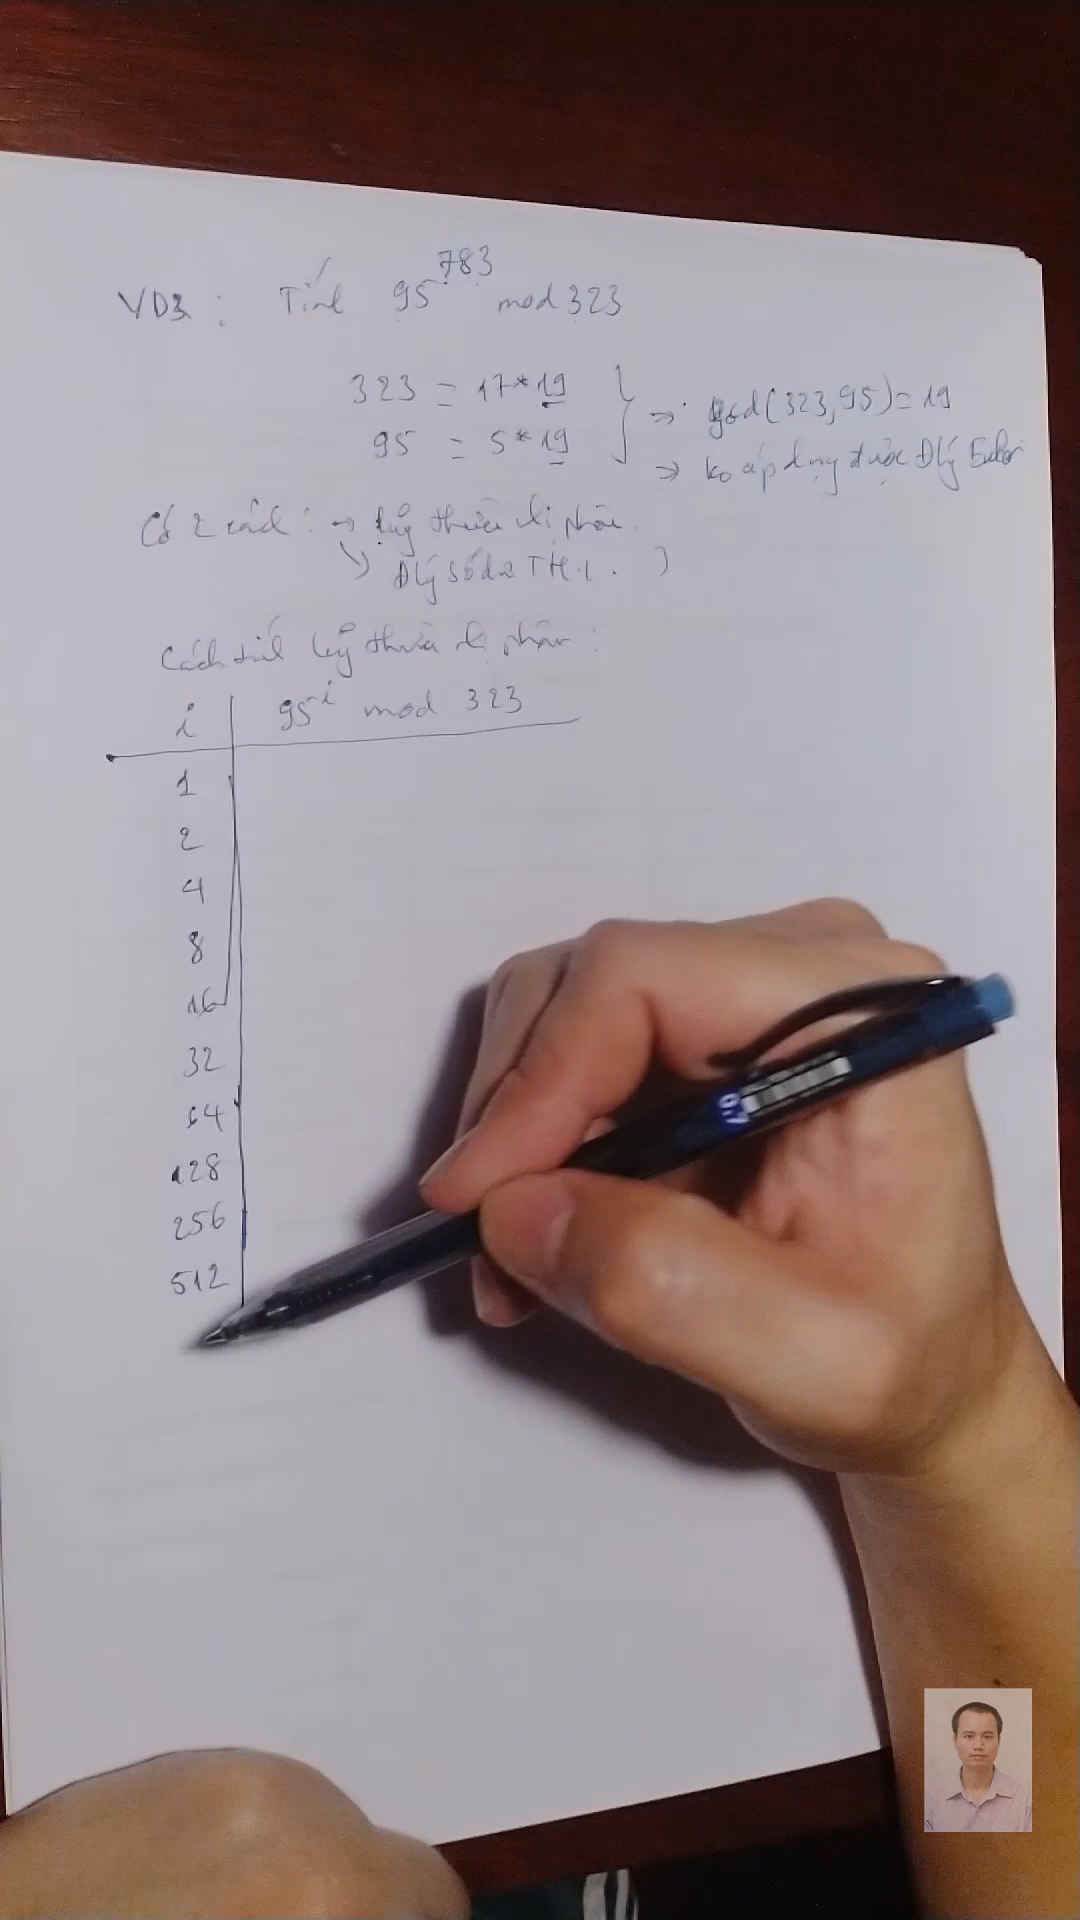 VD3: Tính 95^783 mod 323
323 = 17*19
95 = 5*19
⇒ gcd(323,95)=19
⇒ ko áp dụng được Đlý Euler
Có 2 cách: → Lũy thừa nhị phân.
↘ Đlý số dư TH.
Cách tính lũy thừa nhị phân:
i 95^i mod 323
1
2
4
8
16
32
64
128
256
512
0.7